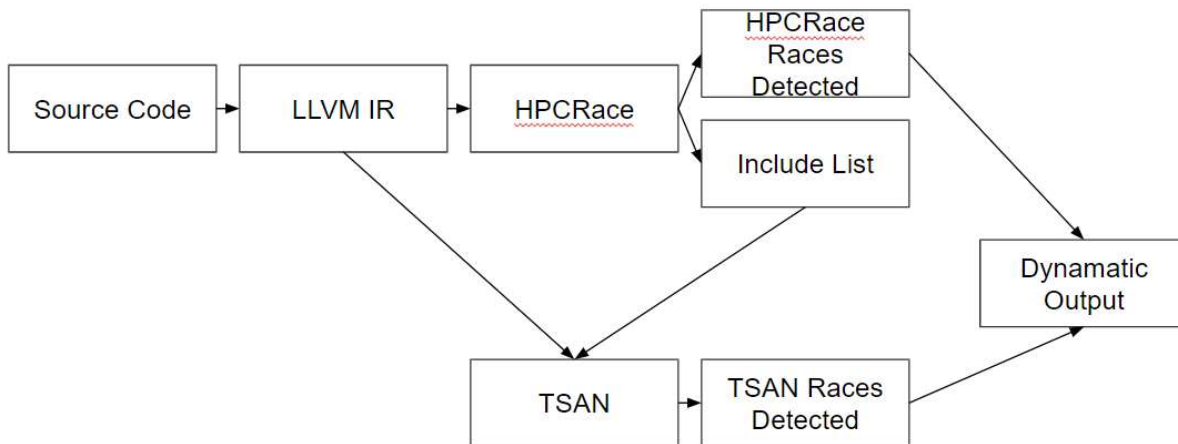 HPCRace
Races
Detected
Source Code
LLVM IR
HPCRace
Include List
Dynamatic
Output
TSAN
TSAN Races
Detected